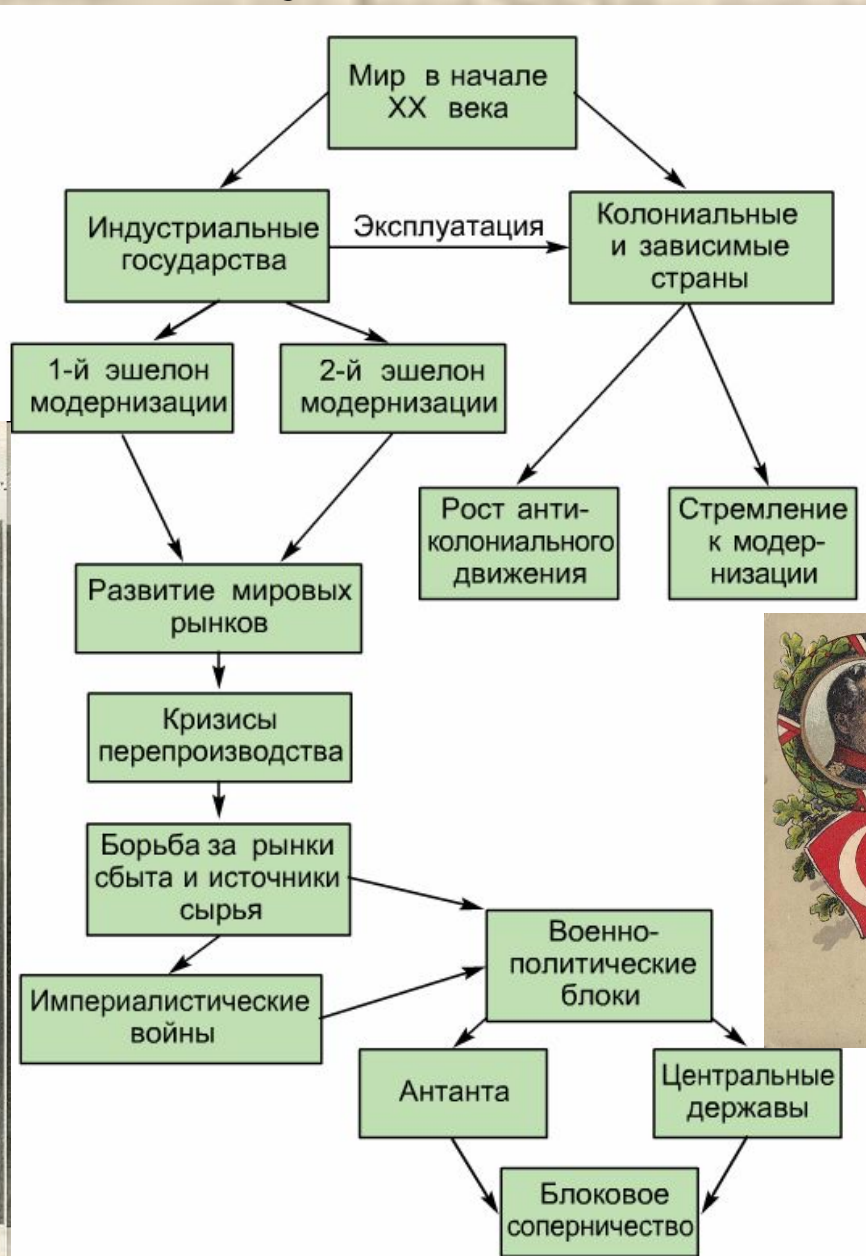 Мир в начале
XX века
Индустриальные
государства
Эксплуатация
Колониальные
и зависимые
страны
1-й эшелон
модернизации
2-й эшелон
модернизации
Рост анти-
колониального
движения
Стремление
к модер-
низации
Развитие мировых
рынков
Кризисы
перепроизводства
Борьба за рынки
сбыта и источники
сырья
Военно-
политические
блоки
Империалистические
войны
Антанта
Центральные
державы
Блоковое
соперничество